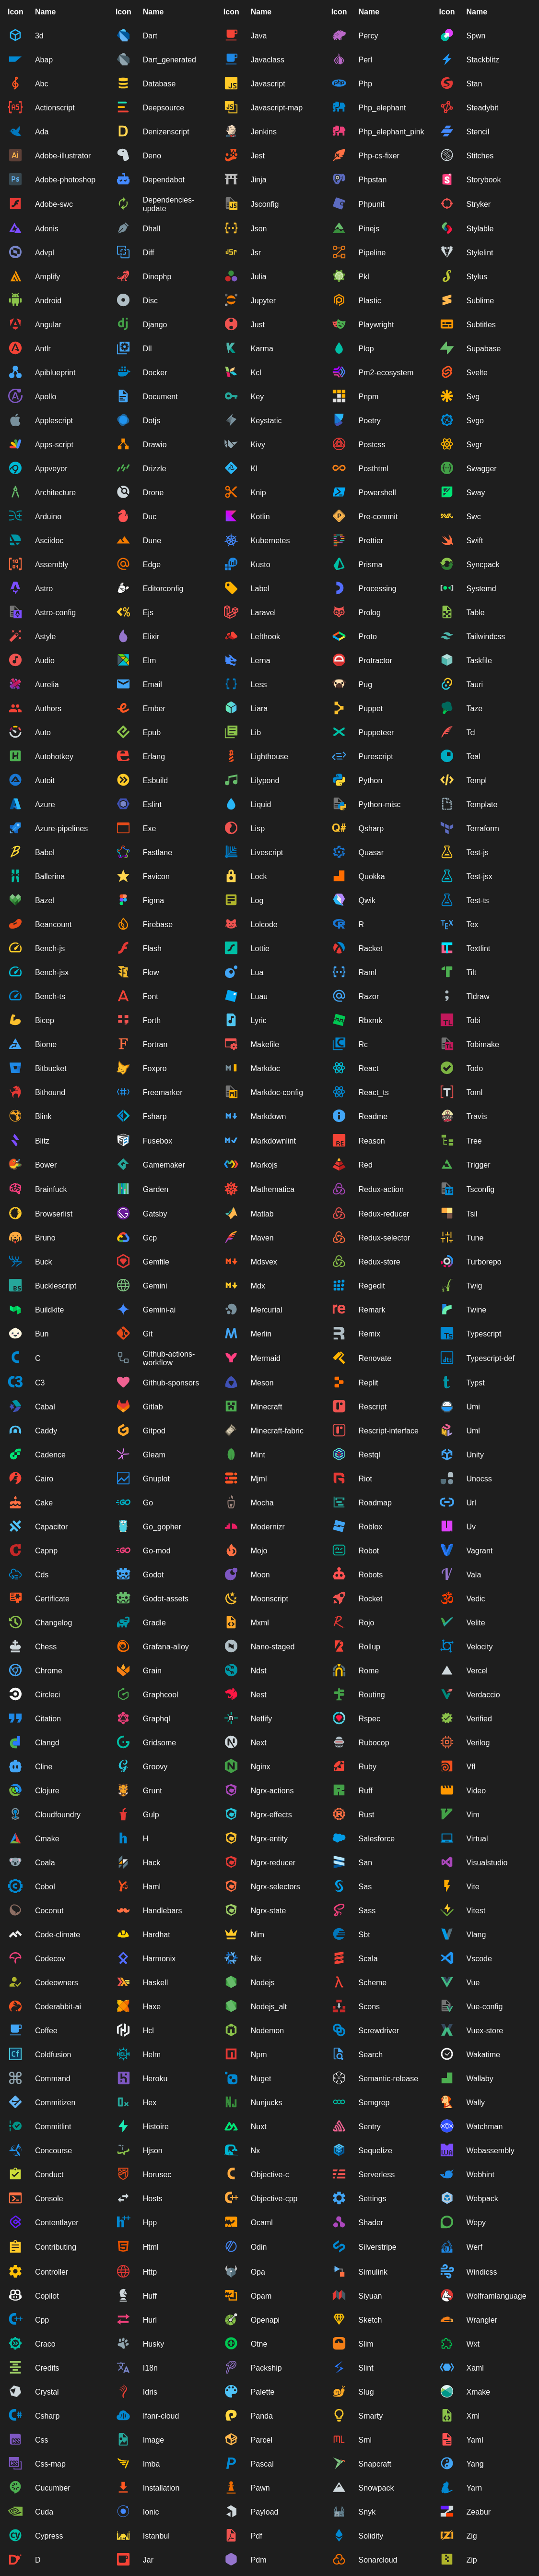 Icon Name Icon Name Icon Name Icon Name Icon Name
3d Dart Java Percy Spwn
Abap Dart_generated Javaclass Perl Stackblitz
Abc Database Javascript Php Stan
Actionscript Deepsource Javascript-map Php_elephant Steadybit
Ada Denizenscript Jenkins Php_elephant_pink Stencil
Adobe-illustrator Deno Jest Php-cs-fixer Stitches
Adobe-photoshop Dependabot Jinja Phpstan Storybook
Adobe-swc Dependencies-update Jsconfig Phpunit Stryker
Adonis Dhall Json Pinejs Stylable
Advpl Diff Jsr Pipeline Stylelint
Amplify Dinophp Julia Pkl Stylus
Android Disc Jupyter Plastic Sublime
Angular Django Just Playwright Subtitles
Antlr Dll Karma Plop Supabase
Apiblueprint Docker Kcl Pm2-ecosystem Svelte
Apollo Document Key Pnpm Svg
Applescript Dotjs Keystatic Poetry Svgo
Apps-script Drawio Kivy Postcss Svgr
Appveyor Drizzle Kl Posthtml Swagger
Architecture Drone Knip Powershell Sway
Arduino Duc Kotlin Pre-commit Swc
Asciidoc Dune Kubernetes Prettier Swift
Assembly Edge Kusto Prisma Syncpack
Astro Editorconfig Label Processing Systemd
Astro-config Ejs Laravel Prolog Table
Astyle Elixir Lefthook Proto Tailwindcss
Audio Elm Lerna Protractor Taskfile
Aurelia Email Less Pug Tauri
Authors Ember Liara Puppet Taze
Auto Epub Lib Puppeteer Tcl
Autohotkey Erlang Lighthouse Purescript Teal
Autoit Esbuild Lilypond Python Templ
Azure Eslint Liquid Python-misc Template
Azure-pipelines Exe Lisp Qsharp Terraform
Babel Fastlane Livescript Quasar Test-js
Ballerina Favicon Lock Quokka Test-jsx
Bazel Figma Log Qwik Test-ts
Beancount Firebase Lolcode R Tex
Bench-js Flash Lottie Racket Textlint
Bench-jsx Flow Lua Raml Tilt
Bench-ts Font Luau Razor Tldraw
Bicep Forth Lyric Rbxmk Tobi
Biome Fortran Makefile Rc Tobimake
Bitbucket Foxpro Markdoc React Todo
Bithound Freemarker Markdoc-config React_ts Toml
Blink Fsharp Markdown Readme Travis
Blitz Fusebox Markdownlint Reason Tree
Bower Gamemaker Markojs Red Trigger
Brainfuck Garden Mathematica Redux-action Tsconfig
Browserlist Gatsby Matlab Redux-reducer Tsil
Bruno Gcp Maven Redux-selector Tune
Buck Gemfile Mdsvex Redux-store Turborepo
Bucklescript Gemini Mdx Regedit Twig
Buildkite Gemini-ai Mercurial Remark Twine
Bun Git Merlin Remix Typescript
C Github-actions-workflow Mermaid Renovate Typescript-def
C3 Github-sponsors Meson Replit Typst
Cabal Gitlab Minecraft Rescript Umi
Caddy Gitpod Minecraft-fabric Rescript-interface Uml
Cadence Gleam Mint Restql Unity
Cairo Gnuplot Mjml Riot Unocss
Cake Go Mocha Roadmap Url
Capacitor Go_gopher Modernizr Roblox Uv
Capnp Go-mod Mojo Robot Vagrant
Cds Godot Moon Robots Vala
Certificate Godot-assets Moonscript Rocket Vedic
Changelog Gradle Mxml Rojo Velite
Chess Grafana-alloy Nano-staged Rollup Velocity
Chrome Grain Ndst Rome Vercel
Circleci Graphcool Nest Routing Verdaccio
Citation Graphql Netlify Rspec Verified
Clangd Gridsome Next Rubocop Verilog
Cline Groovy Nginx Ruby Vfl
Clojure Grunt Ngrx-actions Ruff Video
Cloudfoundry Gulp Ngrx-effects Rust Vim
Cmake H Ngrx-entity Salesforce Virtual
Coala Hack Ngrx-reducer San Visualstudio
Cobol Haml Ngrx-selectors Sas Vite
Coconut Handlebars Ngrx-state Sass Vitest
Code-climate Hardhat Nim Sbt Vlang
Codecov Harmonix Nix Scala Vscode
Codeowners Haskell Nodejs Scheme Vue
Coderabbit-ai Haxe Nodejs_alt Scons Vue-config
Coffee Hcl Nodemon Screwdriver Vuex-store
Coldfusion Helm Npm Search Wakatime
Command Heroku Nuget Semantic-release Wallaby
Commitizen Hex Nunjucks Semgrep Wally
Commitlint Histoire Nuxt Sentry Watchman
Concourse Hjson Nx Sequelize Webassembly
Conduct Horusec Objective-c Serverless Webhint
Console Hosts Objective-cpp Settings Webpack
Contentlayer Hpp Ocaml Shader Wepy
Contributing Html Odin Silverstripe Werf
Controller Http Opa Simulink Windicss
Copilot Huff Opam Siyuan Wolframlanguage
Cpp Hurl Openapi Sketch Wrangler
Craco Husky Otne Slim Wxt
Credits I18n Packship Slint Xaml
Crystal Idris Palette Slug Xmake
Csharp Ifanr-cloud Panda Smarty Xml
Css Image Parcel Sml Yaml
Css-map Imba Pascal Snapcraft Yang
Cucumber Installation Pawn Snowpack Yarn
Cuda Ionic Payload Snyk Zeabur
Cypress Istanbul Pdf Solidity Zig
D Jar Pdm Sonarcloud Zip